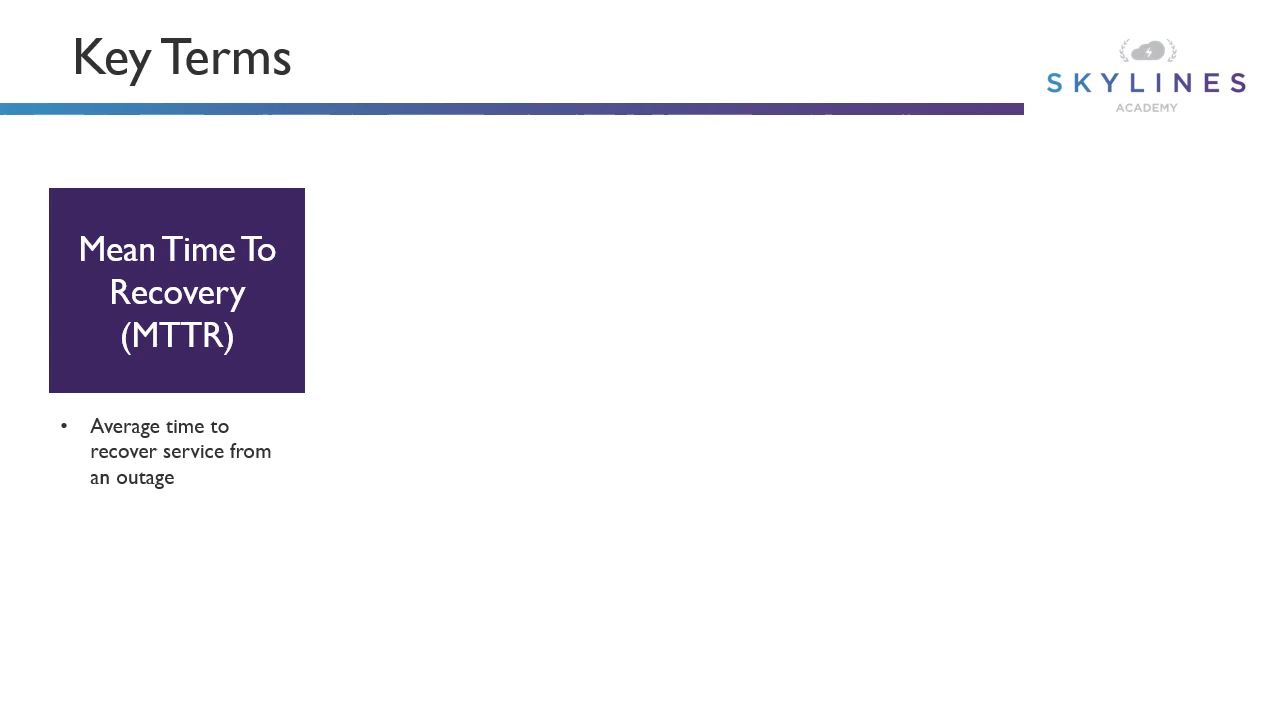 Key Terms
SKYLINES
ACADEMY
Mean Time To
Recovery
(MTTR)
• Average time to
recover service from
an outage